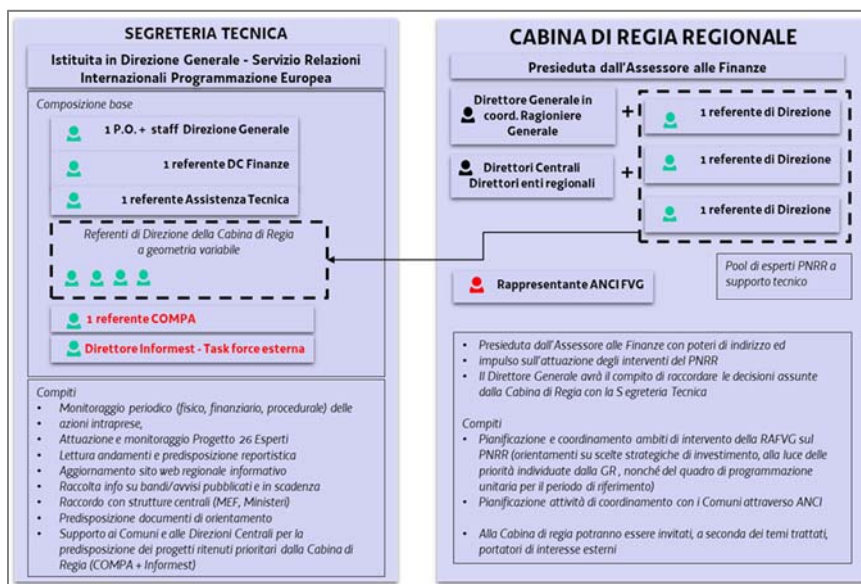 SEGRETERIA TECNICA
Istituita in Direzione Generale - Servizio Relazioni
Internazionali Programmazione Europea
Composizione base
1 P.O. + staff Direzione Generale
1 referente DC Finanze
1 referente Assistenza Tecnica
Referenti di Direzione della Cabina di Regia
a geometria variabile
1 referente COMPA
Direttore Informest - Task force esterna
Compiti
• Monitoraggio periodico (fisico, finanziario, procedurale) delle
• azioni intraprese,
• Attuazione e monitoraggio Progetto 26 Esperti
• Lettura andamenti e predisposizione reportistica
• Aggiornamento sito web regionale informativo
• Raccolta info su bandi/avvisi pubblicati e in scadenza
• Raccordo con strutture centrali (MEF, Ministeri)
• Predisposizione documenti di orientamento
• Supporto ai Comuni e alle Direzioni Centrali per la
predisposizione dei progetti ritenuti prioritari dalla Cabina di
Regia (COMPA + Informest)
CABINA DI REGIA REGIONALE
Presieduta dall'Assessore alle Finanze
Direttore Generale in
coord. Ragioniere
Generale
+
1 referente di Direzione
Direttori Centrali
Direttori enti regionali
+
1 referente di Direzione
1 referente di Direzione
Pool di esperti PNRR a
supporto tecnico
Rappresentante ANCI FVG
• Presieduta dall'Assessore alle Finanze con poteri di indirizzo ed
• impulso sull'attuazione degli interventi del PNRR
• Il Direttore Generale avrà il compito di raccordare le decisioni assunte
dalla Cabina di Regia con la S egreteria Tecnica
Compiti
• Pianificazione e coordinamento ambiti di intervento della RAFVG sul
PNRR (orientamenti su scelte strategiche di investimento, alla luce delle
priorità individuate dalla GR , nonché del quadro di programmazione
unitaria per il periodo di riferimento)
• Pianificazione attività di coordinamento con i Comuni attraverso ANCI
• Alla Cabina di regia potranno essere invitati, a seconda dei temi trattati,
portatori di interesse esterni